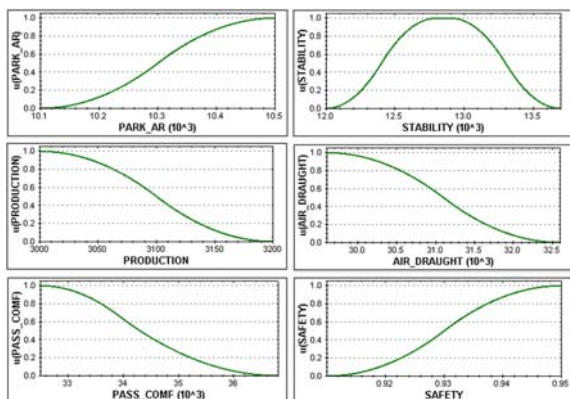 u(PARK_AR)
1.0
0.8
0.6
0.4
0.2
0.0
10.1 10.2 10.3 10.4 10.5
PARK_AR (10^3)
u(STABILITY)
1.0
0.8
0.6
0.4
0.2
0.0
12.0 12.5 13.0 13.5
STABILITY (10^3)
u(PRODUCTION)
1.0
0.8
0.6
0.4
0.2
0.0
3000 3050 3100 3150 3200
PRODUCTION
u(AIR_DRAUGHT)
1.0
0.8
0.6
0.4
0.2
0.0
30.0 30.5 31.0 31.5 32.0 32.5
AIR_DRAUGHT (10^3)
u(PASS_COMF)
1.0
0.8
0.6
0.4
0.2
0.0
33 34 35 36
PASS_COMF (10^3)
u(SAFETY)
1.0
0.8
0.6
0.4
0.2
0.0
0.92 0.93 0.94 0.95
SAFETY